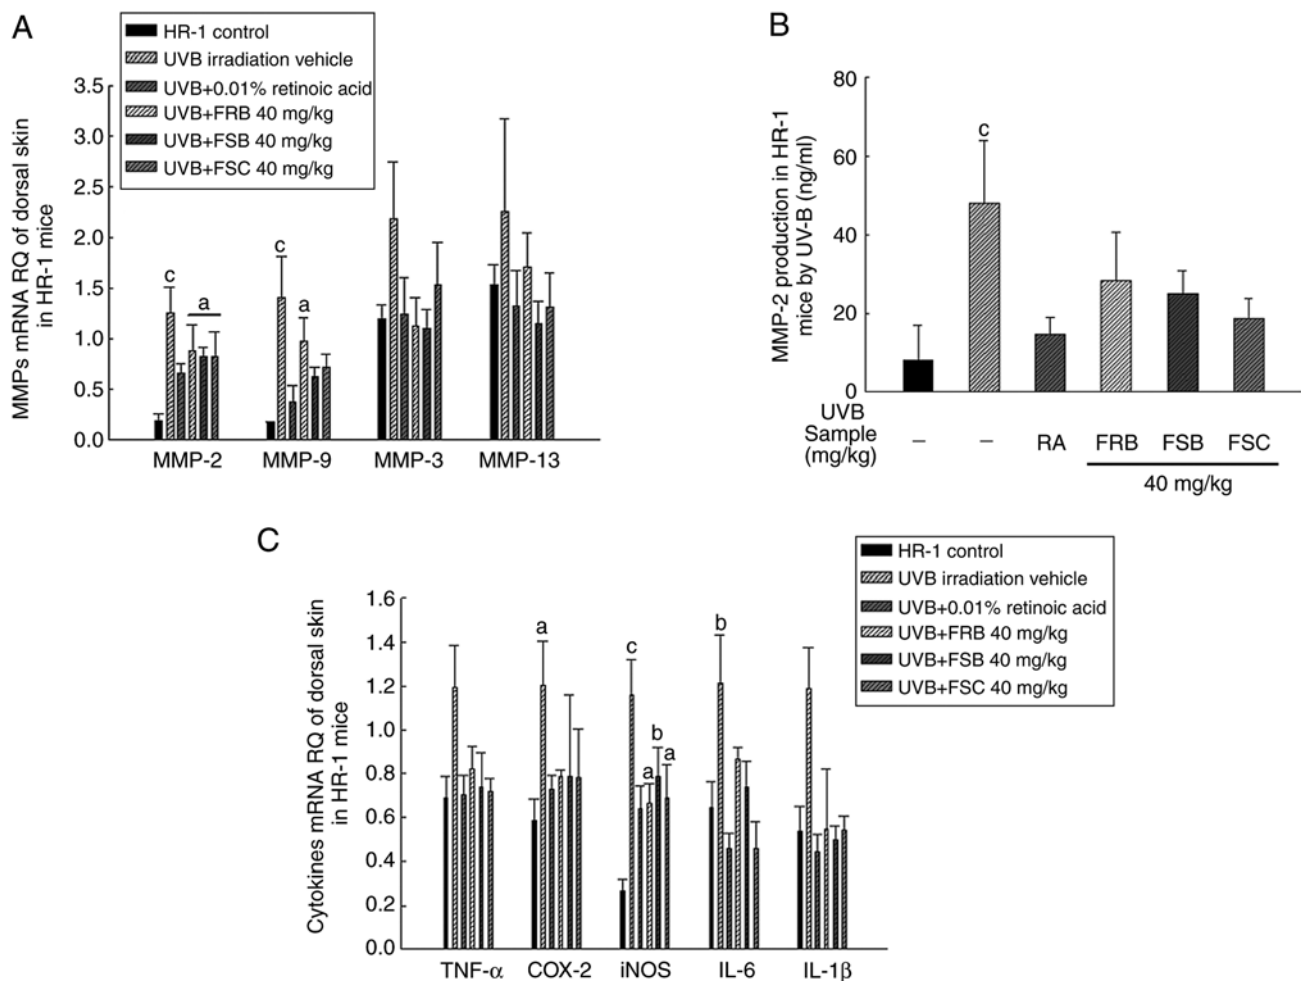 A
HR-1 control
UVB irradiation vehicle
UVB+0.01% retinoic acid
UVB+FRB 40 mg/kg
UVB+FSB 40 mg/kg
UVB+FSC 40 mg/kg
MMPs mRNA RQ of dorsal skin
in HR-1 mice
3.5
3.0
2.5
2.0
1.5
1.0
0.5
0.0
c
a
c
a
MMP-2 MMP-9 MMP-3 MMP-13
B
MMP-2 production in HR-1
mice by UV-B (ng/ml)
80
60
40
20
0
c
UVB
Sample
(mg/kg)
– – RA FRB FSB FSC
40 mg/kg
C
HR-1 control
UVB irradiation vehicle
UVB+0.01% retinoic acid
UVB+FRB 40 mg/kg
UVB+FSB 40 mg/kg
UVB+FSC 40 mg/kg
Cytokines mRNA RQ of dorsal skin
in HR-1 mice
1.6
1.4
1.2
1.0
0.8
0.6
0.4
0.2
0.0
a
c
a
b
a
b
TNF-α COX-2 iNOS IL-6 IL-1β